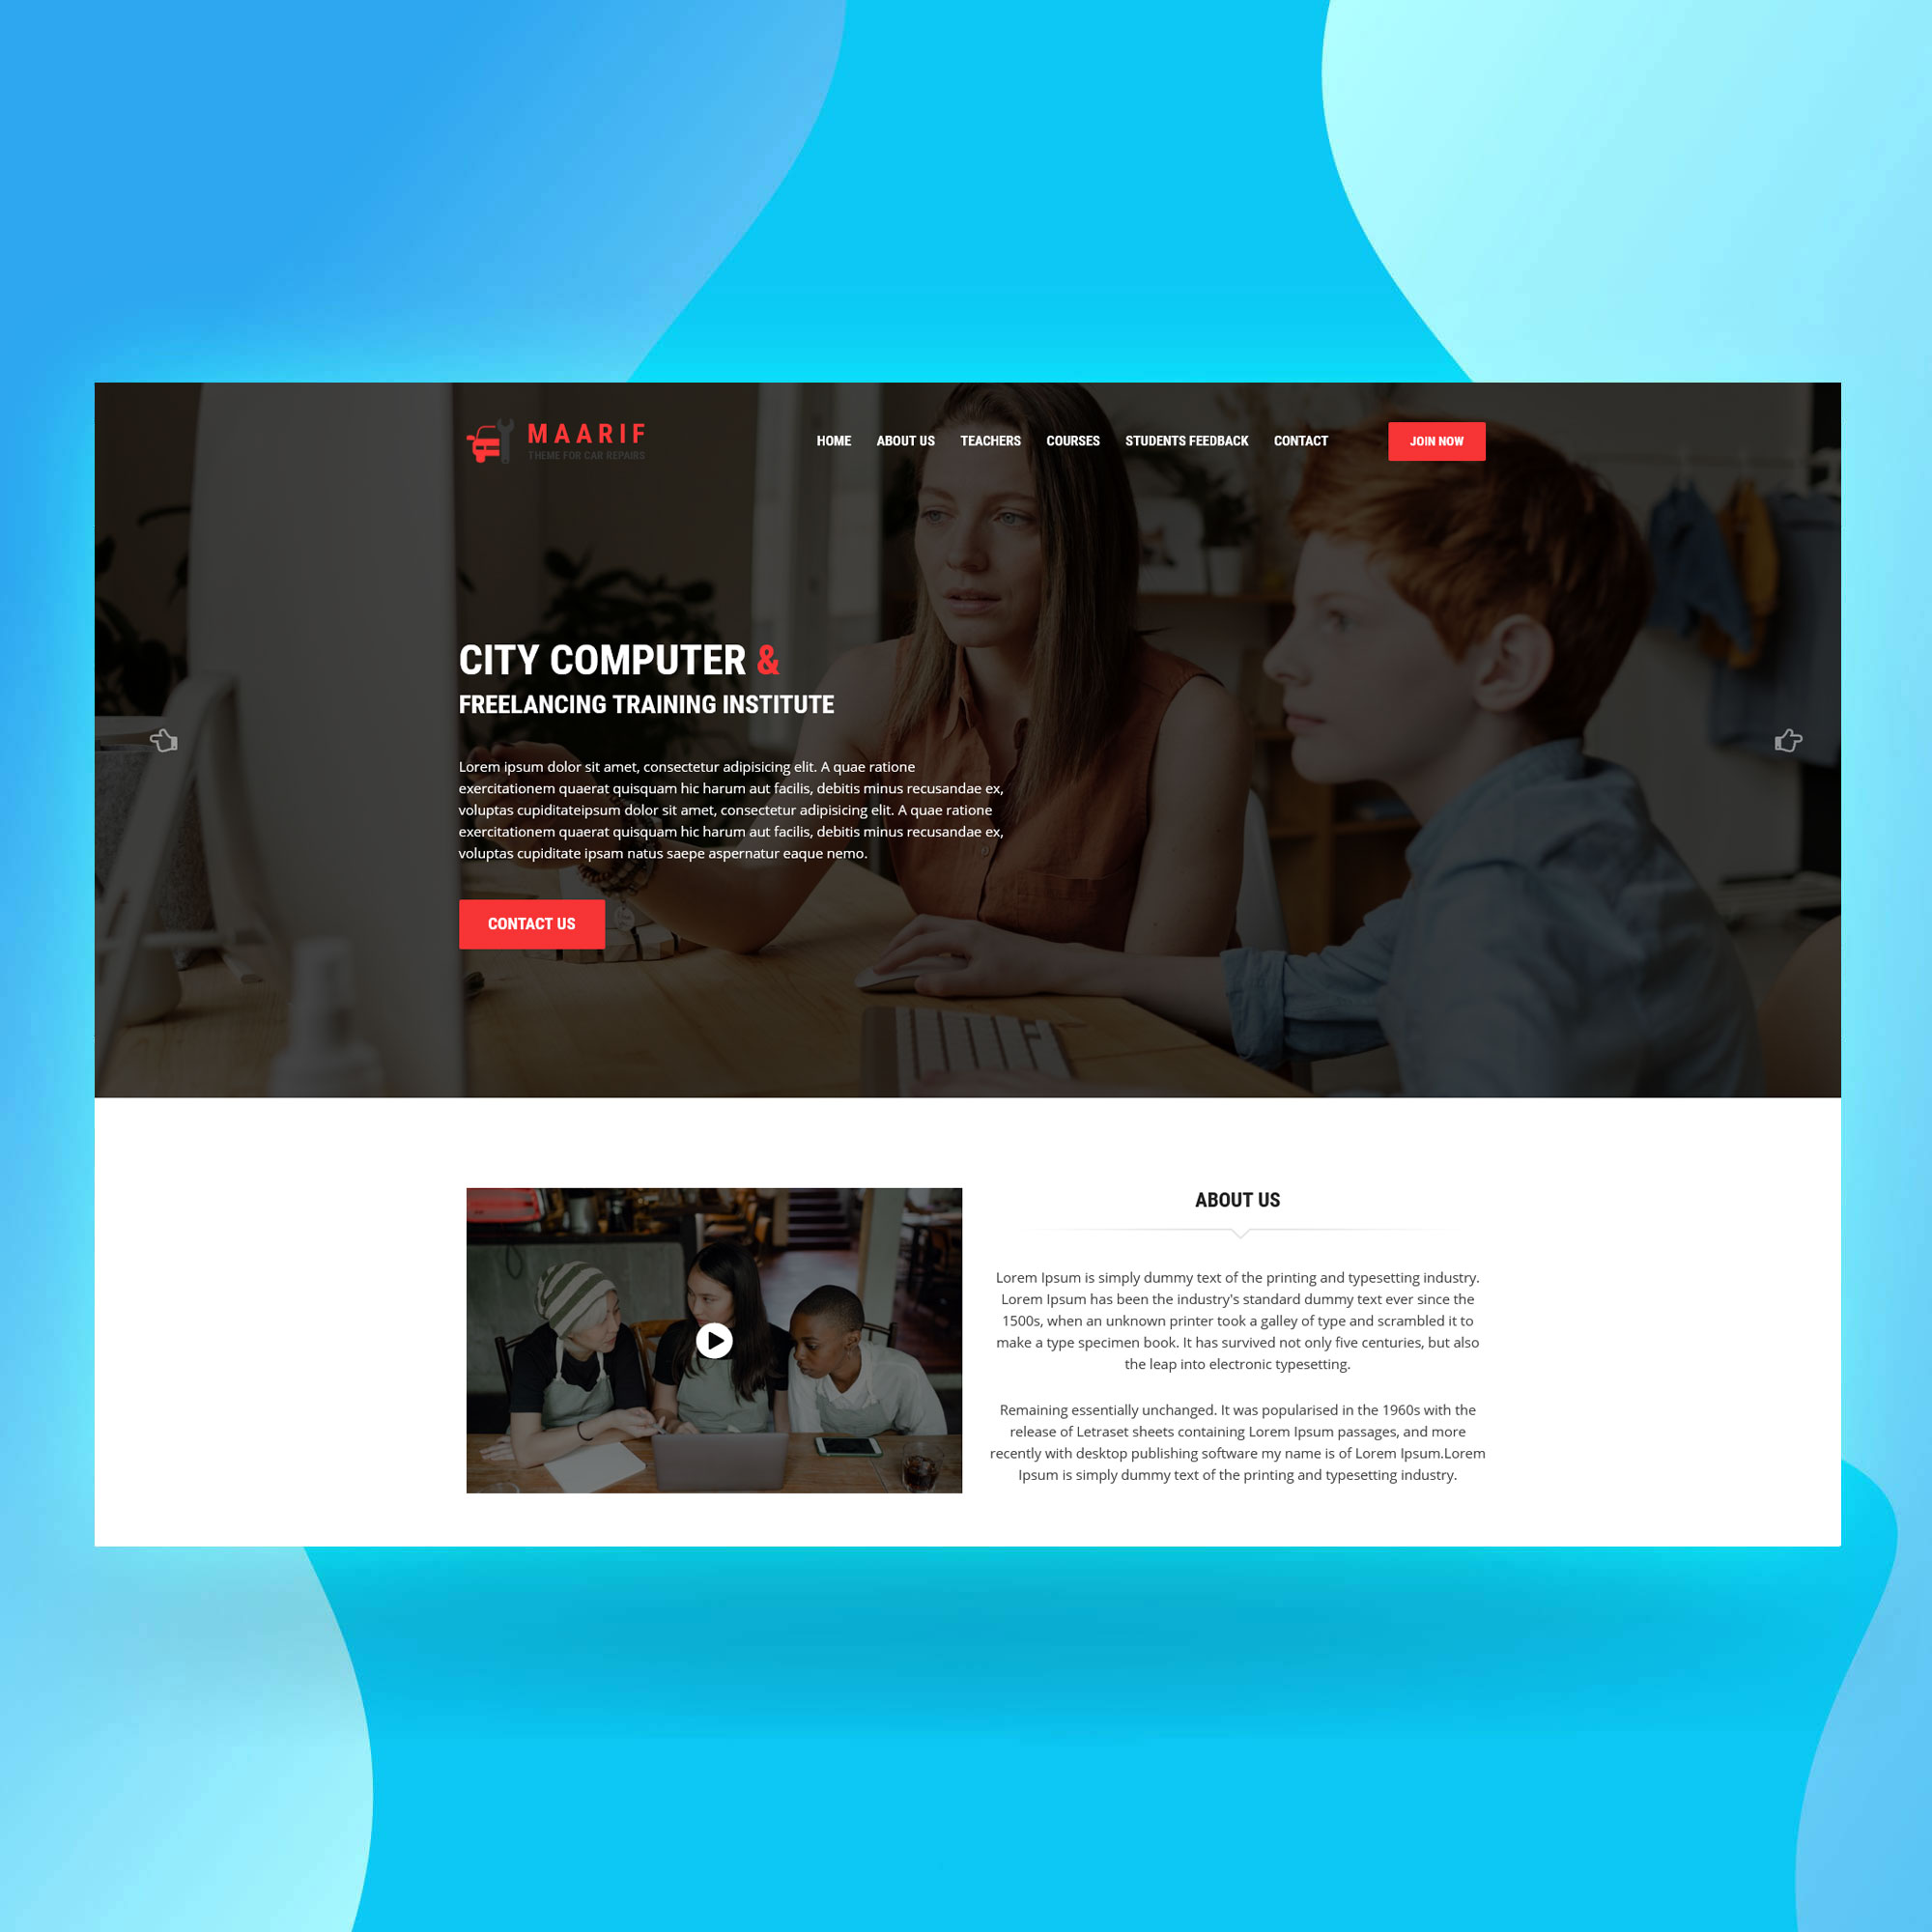 MAARIF
THEME FOR CAR REPAIRS
HOME ABOUT US TEACHERS COURSES STUDENTS FEEDBACK CONTACT JOIN NOW
CITY COMPUTER &
FREELANCING TRAINING INSTITUTE
Lorem ipsum dolor sit amet, consectetur adipisicing elit. A quae ratione
exercitationem quaerat quisquam hic harum aut facilis, debitis minus recusandae ex,
voluptas cupiditateipsum dolor sit amet, consectetur adipisicing elit. A quae ratione
exercitationem quaerat quisquam hic harum aut facilis, debitis minus recusandae ex,
voluptas cupiditate ipsam natus saepe aspernatur eaque nemo.
CONTACT US
ABOUT US
Lorem Ipsum is simply dummy text of the printing and typesetting industry.
Lorem Ipsum has been the industry's standard dummy text ever since the
1500s, when an unknown printer took a galley of type and scrambled it to
make a type specimen book. It has survived not only five centuries, but also
the leap into electronic typesetting.
Remaining essentially unchanged. It was popularised in the 1960s with the
release of Letraset sheets containing Lorem Ipsum passages, and more
recently with desktop publishing software my name is of Lorem Ipsum.Lorem
Ipsum is simply dummy text of the printing and typesetting industry.